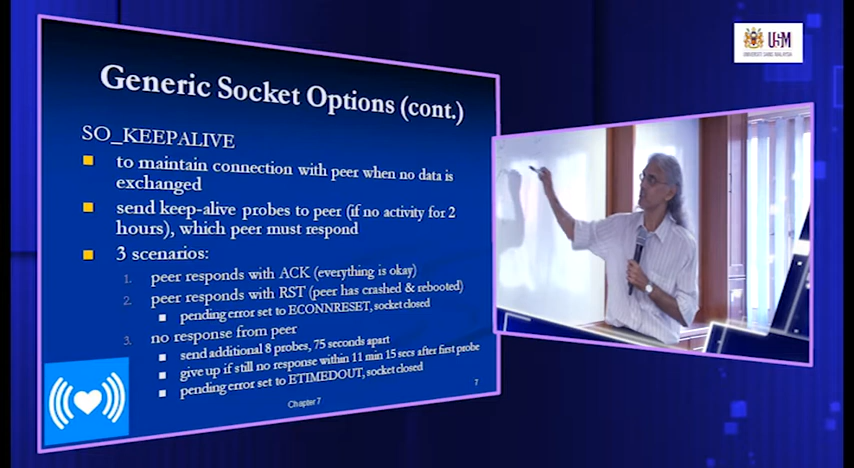 USM
UNIVERSITI SAINS MALAYSIA
Generic Socket Options (cont.)
SO_KEEPALIVE
to maintain connection with peer when no data is
exchanged
send keep-alive probes to peer (if no activity for 2
hours), which peer must respond
3 scenarios:
1. peer responds with ACK (everything is okay)
2. peer responds with RST (peer has crashed & rebooted)
pending error set to ECONNRESET, socket closed
3. no response from peer
send additional 8 probes, 75 seconds apart
give up if still no response within 11 min 15 secs after first probe
pending error set to ETIMEDOUT, socket closed
Chapter 7
7